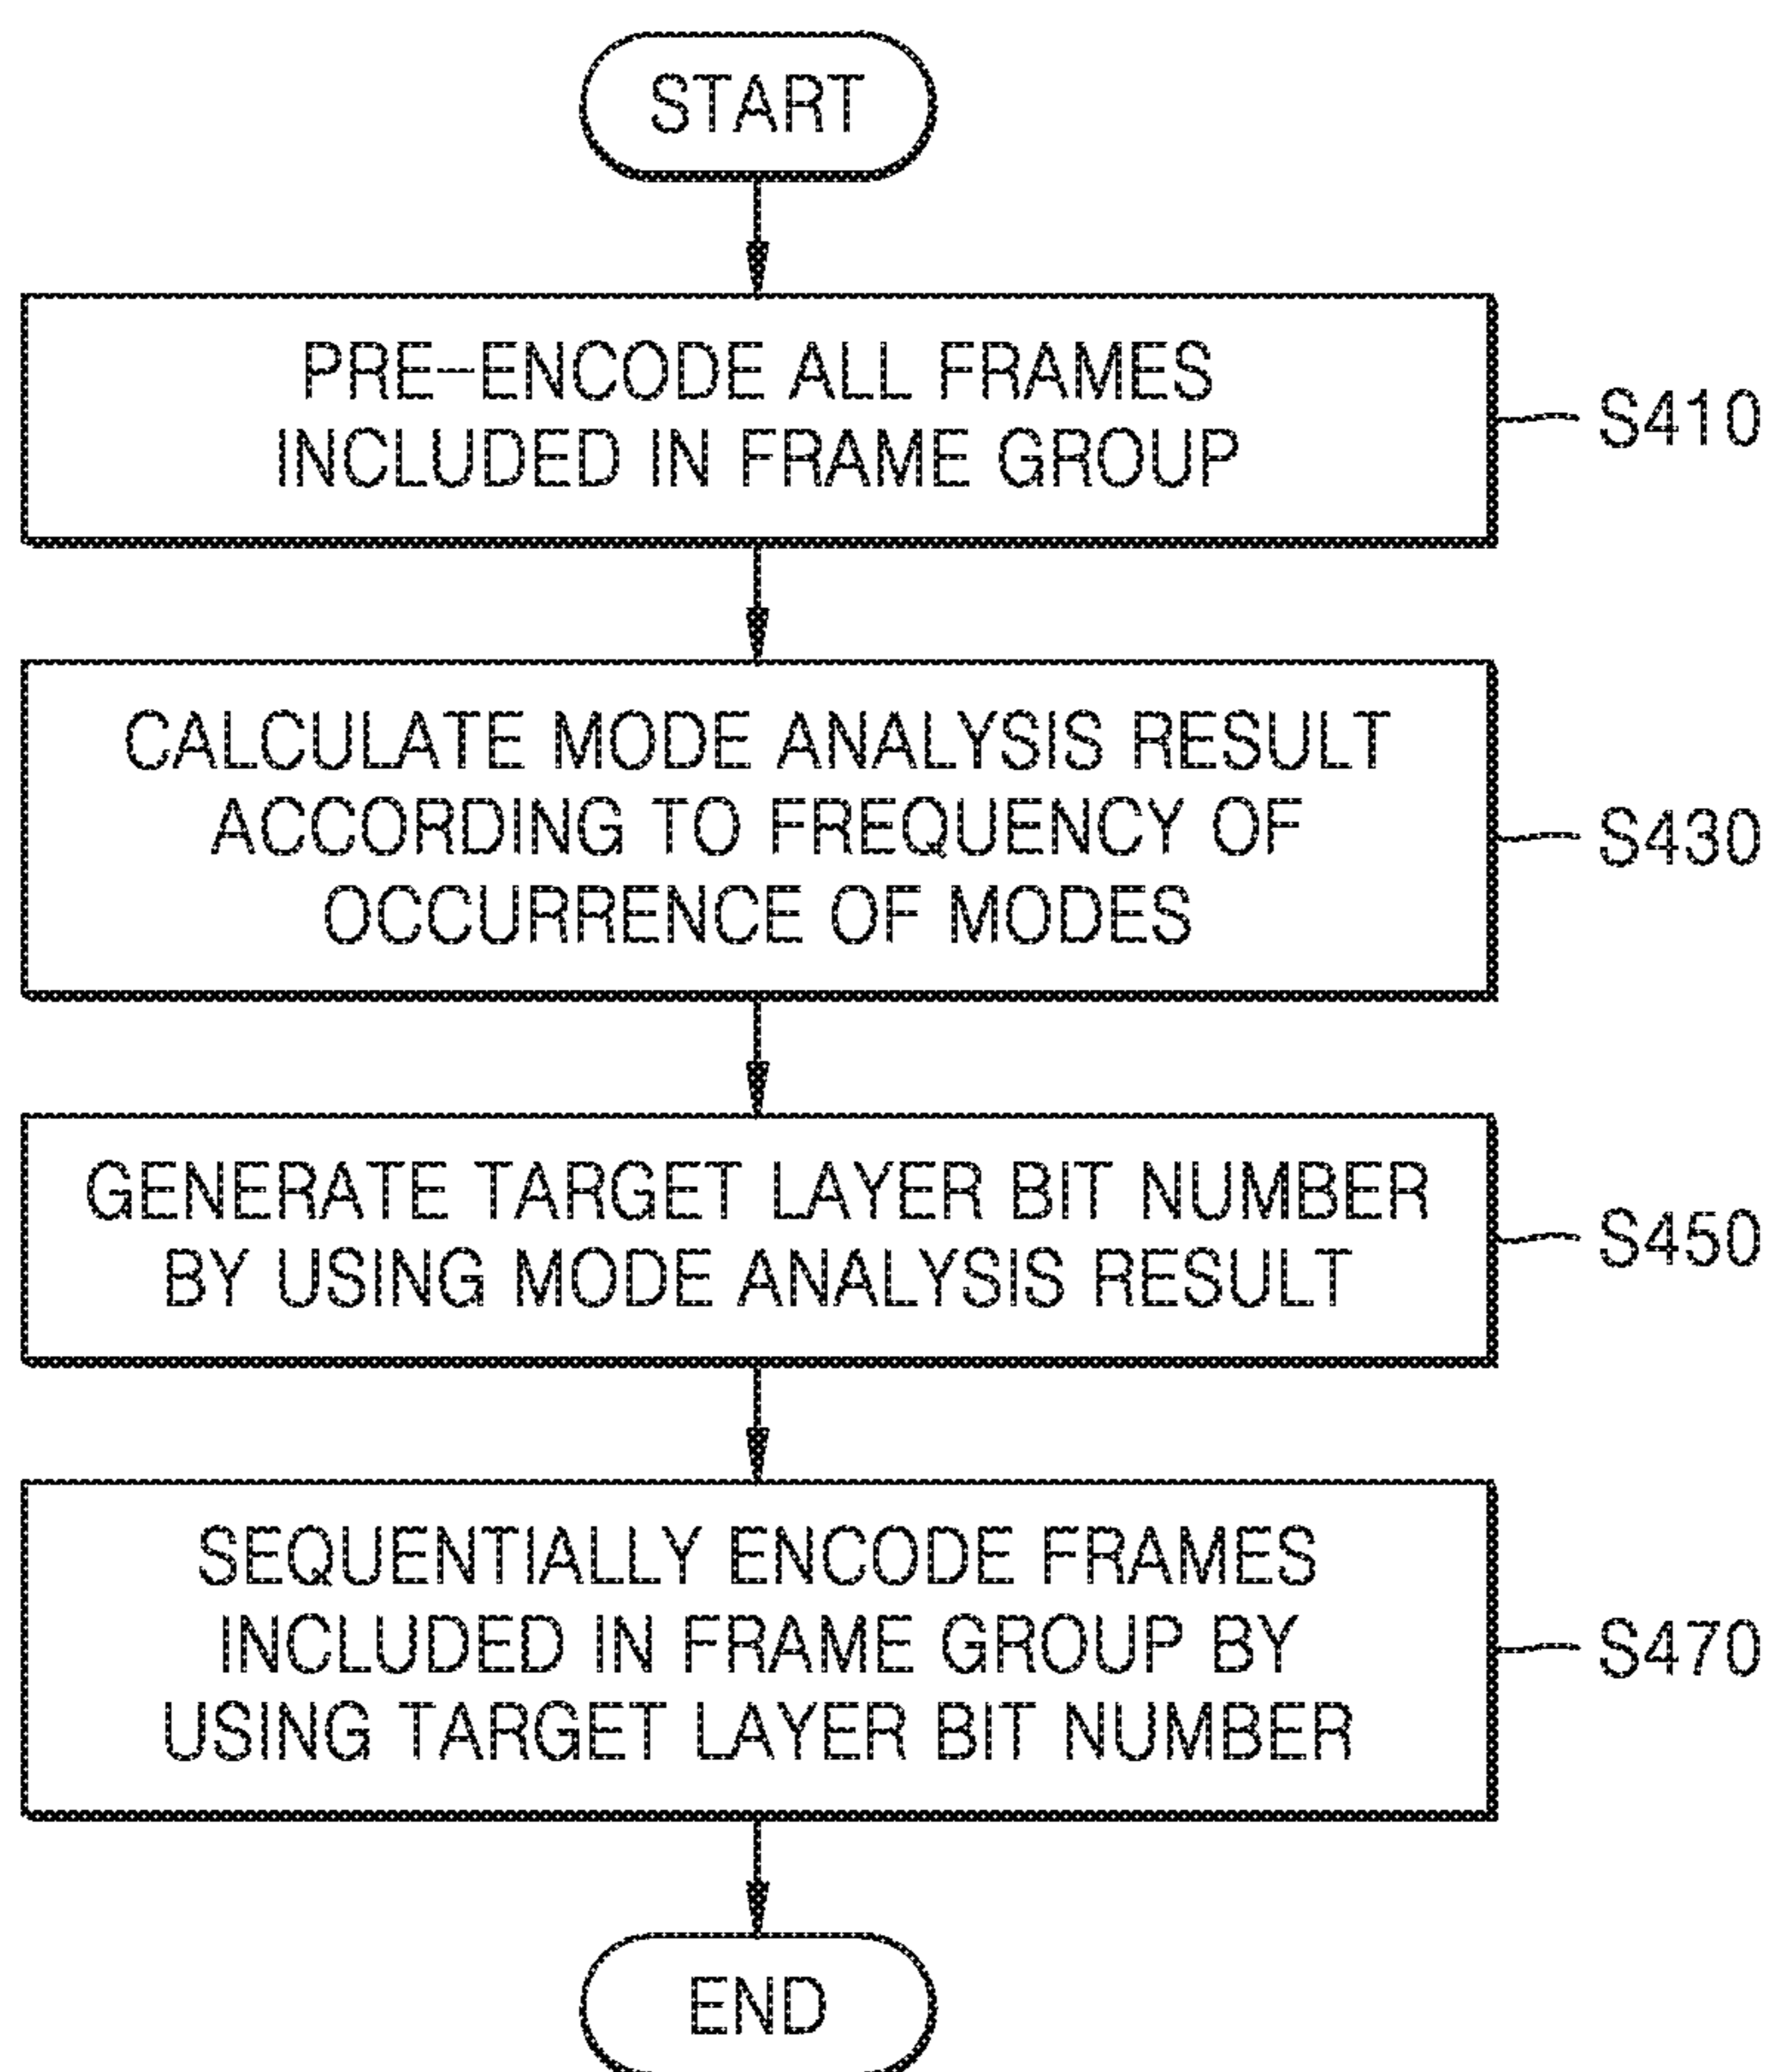 START
PRE-ENCODE ALL FRAMES
INCLUDED IN FRAME GROUP
S410
CALCULATE MODE ANALYSIS RESULT
ACCORDING TO FREQUENCY OF
OCCURRENCE OF MODES
S430
GENERATE TARGET LAYER BIT NUMBER
BY USING MODE ANALYSIS RESULT
S450
SEQUENTIALLY ENCODE FRAMES
INCLUDED IN FRAME GROUP BY
USING TARGET LAYER BIT NUMBER
S470
END